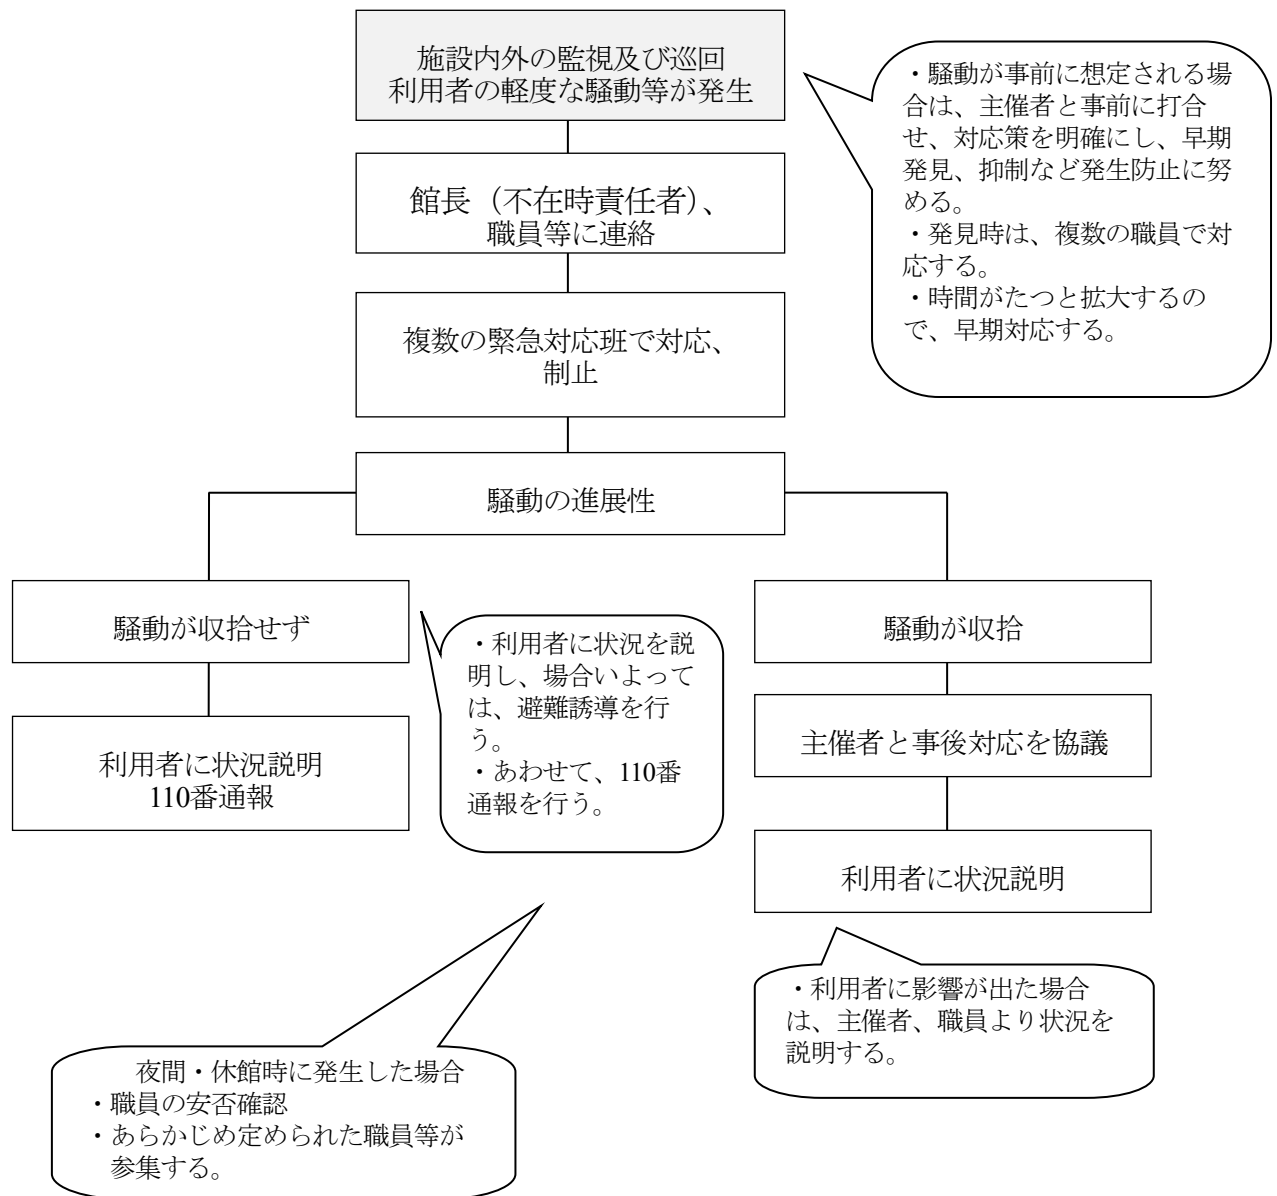 施設内外の監視及び巡回
利用者の軽度な騒動等が発生
・騒動が事前に想定される場
合は、主催者と事前に打合
せ、対応策を明確にし、早期
発見、抑制など発生防止に努
める。
・発見時は、複数の職員で対
応する。
・時間がたつと拡大するの
で、早期対応する。
館長（不在時責任者）、
職員等に連絡
複数の緊急対応班で対応、
制止
騒動の進展性
騒動が収拾せず
利用者に状況説明
110番通報
・利用者に状況を説
明し、場合いよって
は、避難誘導を行
う。
・あわせて、110番
通報を行う。
騒動が収拾
主催者と事後対応を協議
利用者に状況説明
・利用者に影響が出た場合
は、主催者、職員より状況を
説明する。
夜間・休館時に発生した場合
・職員の安否確認
・あらかじめ定められた職員等が
参集する。